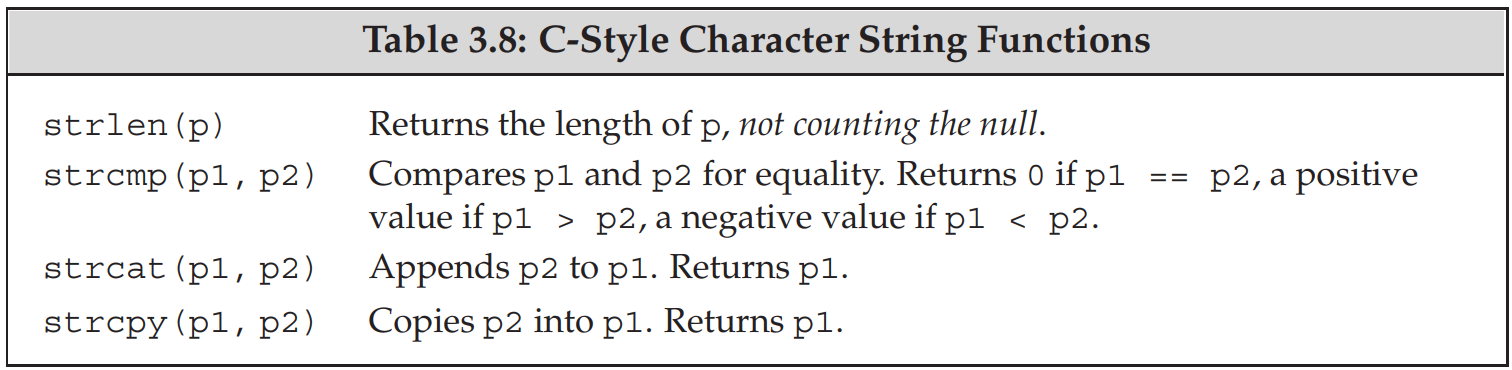 Table 3.8: C-Style Character String Functions
strlen(p) Returns the length of p, not counting the null.
strcmp(p1, p2) Compares p1 and p2 for equality. Returns 0 if p1 == p2, a positive
value if p1 > p2, a negative value if p1 < p2.
strcat(p1, p2) Appends p2 to p1. Returns p1.
strcpy(p1, p2) Copies p2 into p1. Returns p1.